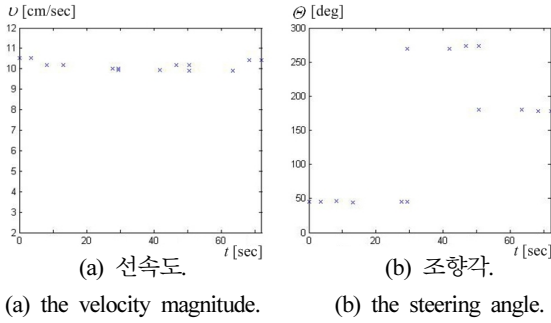 υ [cm/sec]
12
11
10
9
8
7
6
5
4
3
2
0 20 40 60
t [sec]
(a) 선속도.
(a) the velocity magnitude.
Θ [deg]
300
250
200
150
100
50
0
0 20 40 60
t [sec]
(b) 조향각.
(b) the steering angle.